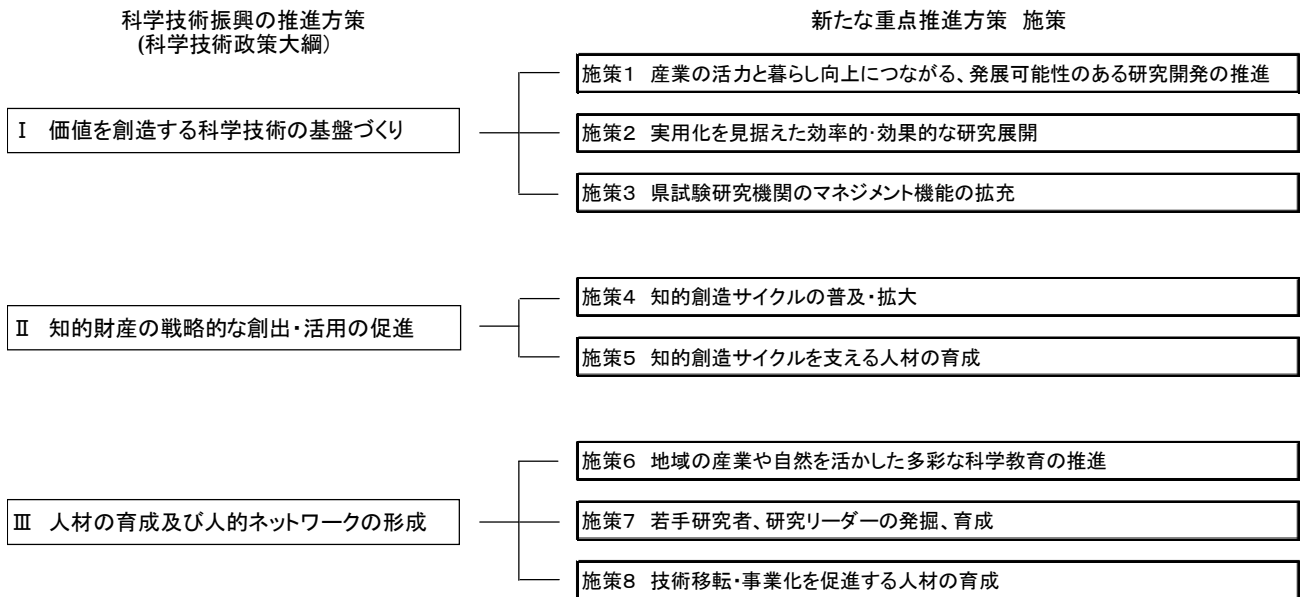 科学技術振興の推進方策
(科学技術政策大綱)
新たな重点推進方策 施策
Ⅰ 価値を創造する科学技術の基盤づくり
施策1 産業の活力と暮らし向上につながる、発展可能性のある研究開発の推進
施策2 実用化を見据えた効率的·効果的な研究展開
施策3 県試験研究機関のマネジメント機能の拡充
Ⅱ 知的財産の戦略的な創出・活用の促進
施策4 知的創造サイクルの普及・拡大
施策5 知的創造サイクルを支える人材の育成
Ⅲ 人材の育成及び人的ネットワークの形成
施策6 地域の産業や自然を活かした多彩な科学教育の推進
施策7 若手研究者、研究リーダーの発掘、育成
施策8 技術移転・事業化を促進する人材の育成